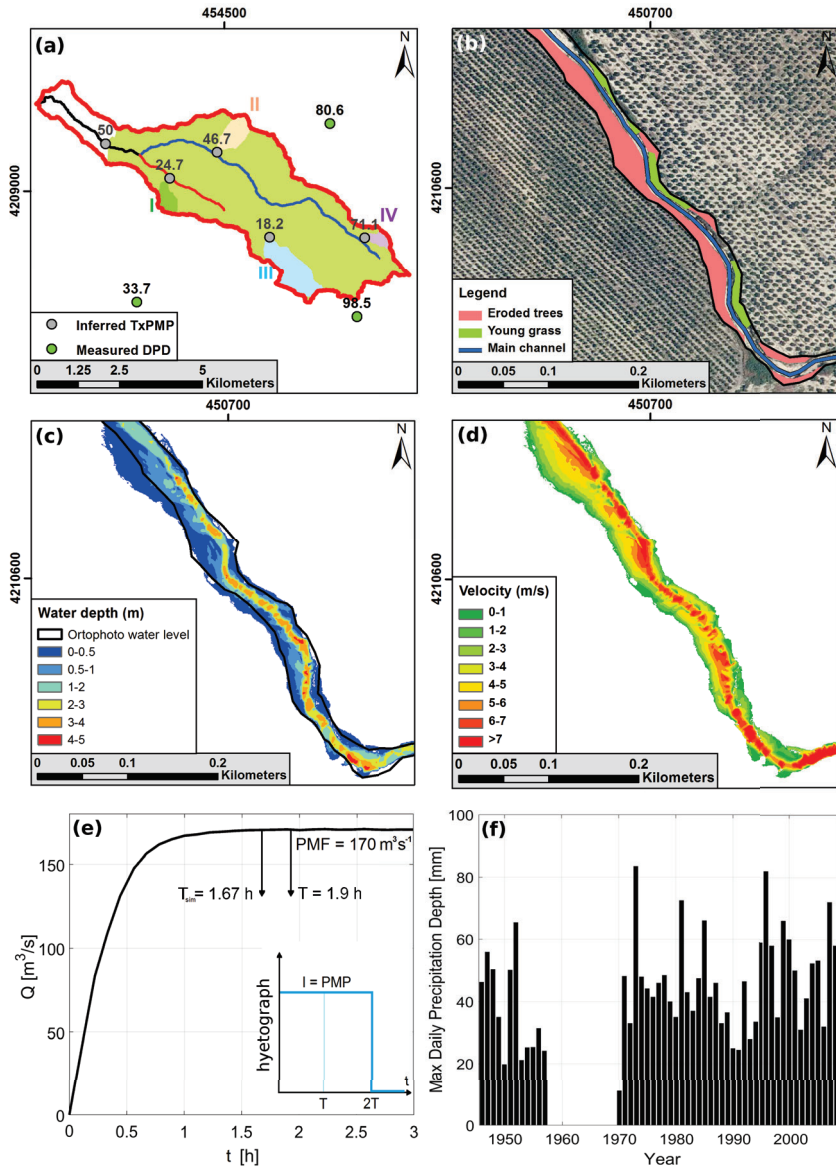 454500
(a)
N
II
80.6
50
46.7
24.7
4209000
I
18.2
71.1
IV
III
33.7
98.5
Inferred TxPMP
Measured DPD
0 1.25 2.5 5
Kilometers
450700
(b)
N
4210600
Legend
Eroded trees
Young grass
Main channel
0 0.05 0.1 0.2
Kilometers
450700
(c)
N
4210600
Water depth (m)
Ortophoto water level
0-0.5
0.5-1
1-2
2-3
3-4
4-5
0 0.05 0.1 0.2
Kilometers
450700
(d)
N
4210600
Velocity (m/s)
0-1
1-2
2-3
3-4
4-5
5-6
6-7
>7
0 0.05 0.1 0.2
Kilometers
(e)
PMF = 170 m³s⁻¹
Tsim = 1.67 h
T = 1.9 h
150
100
50
0
Q [m³/s]
hyetograph
I = PMP
t
T 2T
0 0.5 1 1.5 2 2.5 3
t [h]
(f)
100
80
60
40
20
0
Max Daily Precipitation Depth [mm]
1950 1960 1970 1980 1990 2000
Year